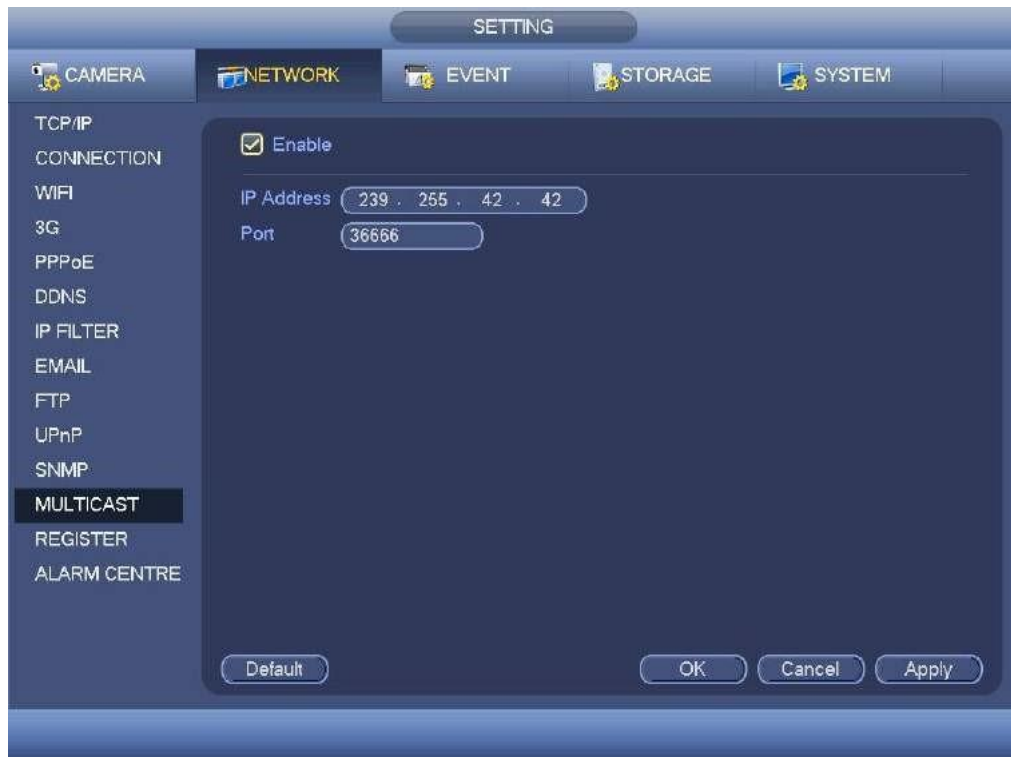 SETTING
CAMERA NETWORK EVENT STORAGE SYSTEM
TCP/IP
CONNECTION
WIFI
3G
PPPoE
DDNS
IP FILTER
EMAIL
FTP
UPnP
SNMP
MULTICAST
REGISTER
ALARM CENTRE
Enable
IP Address 239 . 255 . 42 . 42
Port 36666
Default OK Cancel Apply